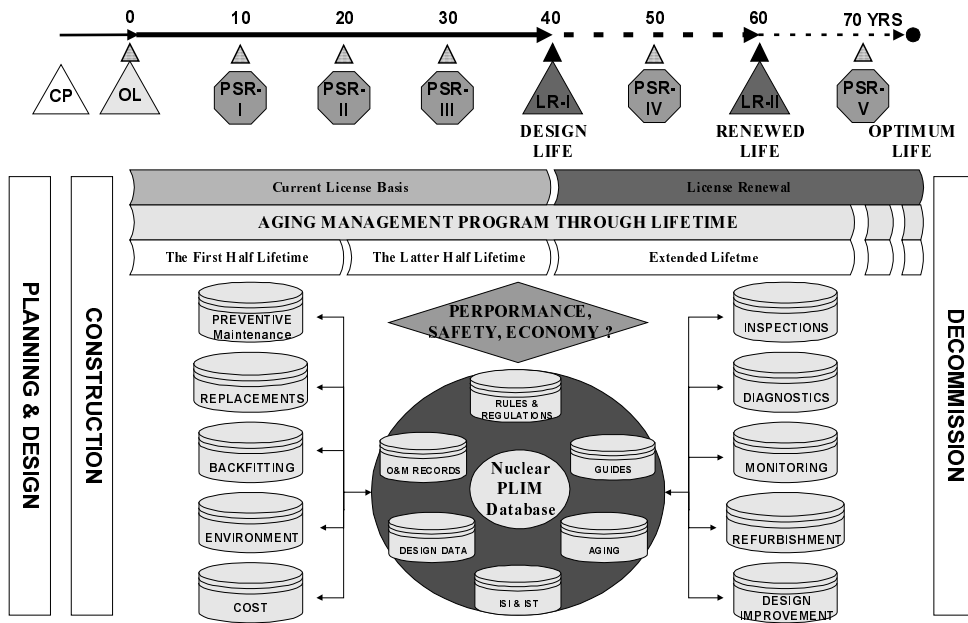 0 10 20 30 40 50 60 70 YRS
CP
OL
PSR-
I
PSR-
II
PSR-
III
LR-I
PSR-
IV
LR-II
PSR-
V
DESIGN
LIFE
RENEWED
LIFE
OPTIMUM
LIFE
Current License Basis
License Renewal
AGING MANAGEMENT PROGRAM THROUGH LIFETIME
The First Half Lifetime
The Latter Half Lifetime
Extended Lifetme
PLANNING & DESIGN
CONSTRUCTION
PREVENTIVE
Maintenance
REPLACEMENTS
BACKFITTING
ENVIRONMENT
COST
PERPORMANCE,
SAFETY, ECONOMY ?
RULES &
REGULATIONS
O&M RECORDS
GUIDES
Nuclear
PLIM
Database
DESIGN DATA
AGING
ISI & IST
INSPECTIONS
DIAGNOSTICS
MONITORING
REFURBISHMENT
DESIGN
IMPROVEMENT
DECOMMISSION